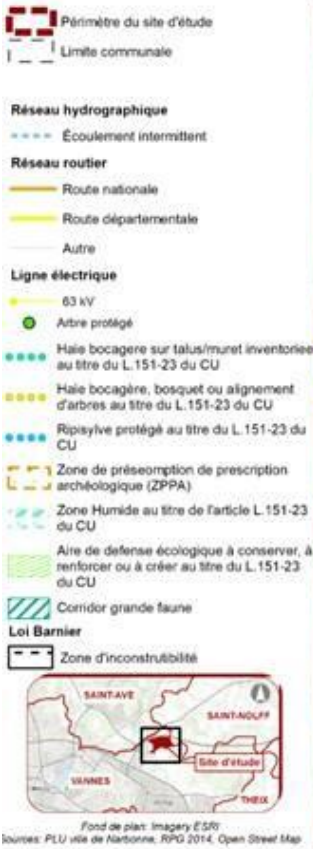 Périmètre du site d'étude
Limite communale
Réseau hydrographique
Écoulement intermittent
Réseau routier
Route nationale
Route départementale
Autre
Ligne électrique
63 kV
Arbre protégé
Haie bocagere sur talus/muret inventoriee
au titre du L.151-23 du CU
Haie bocagère, bosquet ou alignement
d'arbres au titre du L.151-23 du CU
Ripisylve protégé au titre du L.151-23 du
CU
Zone de préseomption de prescription
archéologique (ZPPA)
Zone Humide au titre de l'article L.151-23
du CU
Aire de defense écologique à conserver, à
renforcer ou à créer au titre du L.151-23
du CU
Corridor grande faune
Loi Barnier
Zone d'inconstrutibilité
SAINT-AVE
SAINT-NOLFF
Site d'étude
VANNES
THEIX
Fond de plan: Imagery ESRI
Sources: PLU ville de Narbonne, RPG 2014, Open Street Map